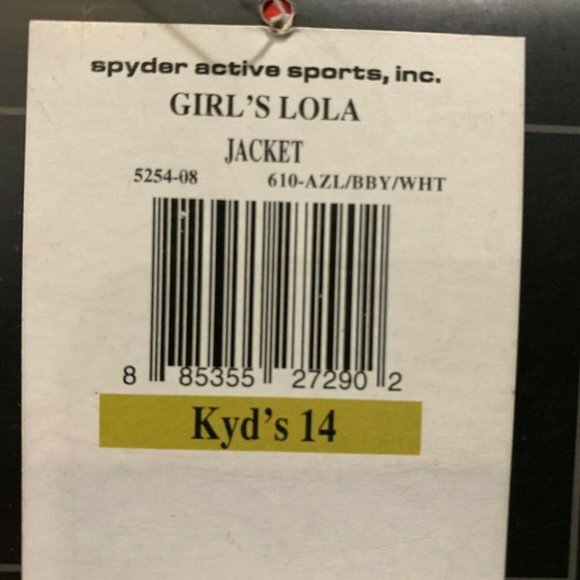 spyder active sports, inc.
GIRL'S LOLA
JACKET
5254-08 610-AZL/BBY/WHT
8 85355 27290 2
Kyd's 14